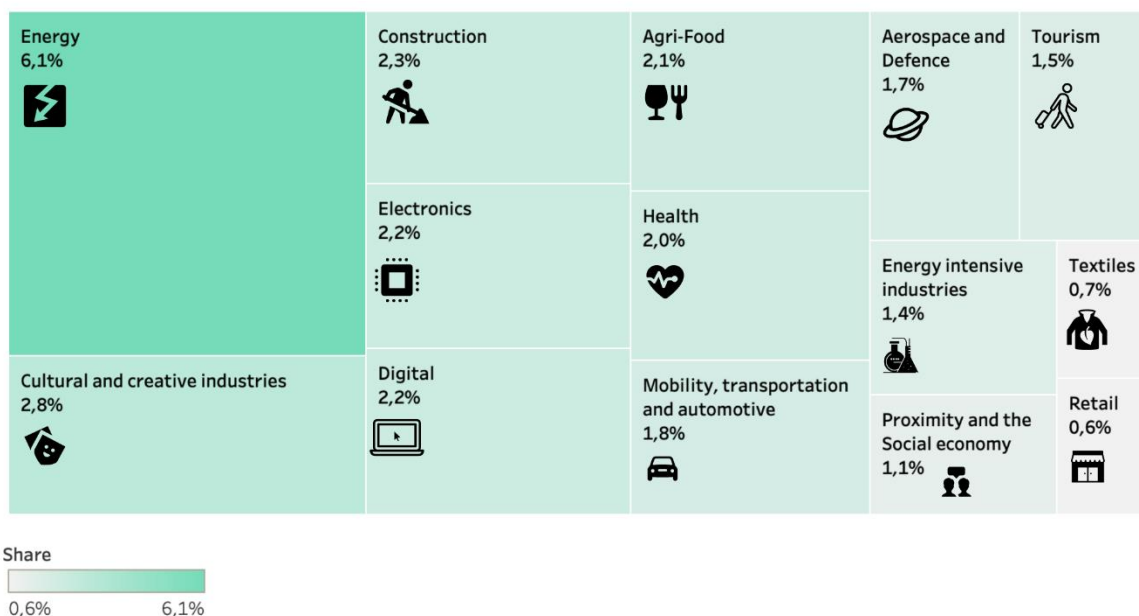 Energy
6,1%
Cultural and creative industries
2,8%
Construction
2,3%
Electronics
2,2%
Digital
2,2%
Agri-Food
2,1%
Health
2,0%
Mobility, transportation
and automotive
1,8%
Aerospace and
Defence
1,7%
Tourism
1,5%
Energy intensive
industries
1,4%
Proximity and the
Social economy
1,1%
Textiles
0,7%
Retail
0,6%
Share
0,6% 6,1%